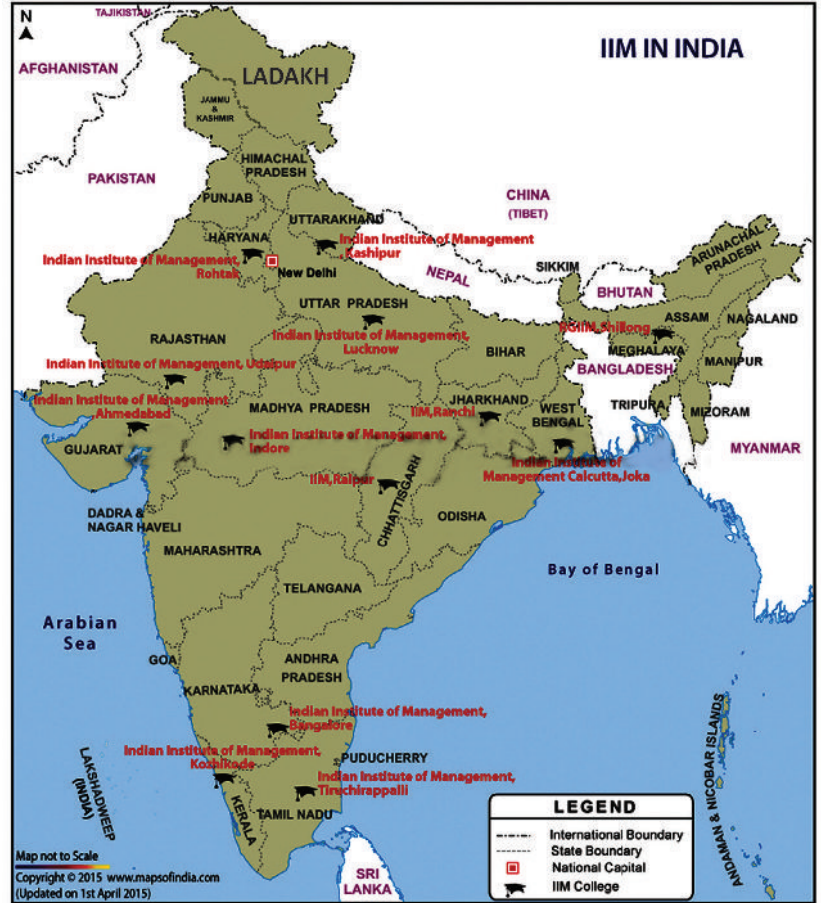 TAJIKISTAN
N
IIM IN INDIA
AFGHANISTAN
LADAKH
JAMMU
&
KASHMIR
HIMACHAL
PRADESH
PAKISTAN
PUNJAB
CHINA
(TIBET)
UTTARAKHAND
HARYANA
Indian Institute of Management
, Kashipur
Indian Institute of Management,
Rohtak
New Delhi
NEPAL
SIKKIM
ARUNACHAL
PRADESH
BHUTAN
UTTAR PRADESH
ASSAM
NAGALAND
RGIIM,Shillong
RAJASTHAN
Indian Institute of Management,
Lucknow
BIHAR
MEGHALAYA
MANIPUR
BANGLADESH
Indian Institute of Management, Udaipur
Indian Institute of Management
,Ahmedabad
MADHYA PRADESH
IIM,Ranchi
JHARKHAND
WEST
BENGAL
TRIPURA
MIZORAM
GUJARAT
Indian Institute of Management,
Indore
MYANMAR
Indian Institute of
Management Calcutta,Joka
IIM,Raipur
CHHATTISGARH
DADRA &
NAGAR HAVELI
ODISHA
MAHARASHTRA
Bay of Bengal
TELANGANA
Arabian
Sea
GOA
ANDHRA
PRADESH
KARNATAKA
Indian Institute of Management,
Bangalore
Indian Institute of Management,
Kozhikode
PUDUCHERRY
Indian Institute of Management,
Tiruchirappalli
LAKSHADWEEP
(INDIA)
KERALA
TAMIL NADU
ANDAMAN & NICOBAR ISLANDS
LEGEND
International Boundary
State Boundary
National Capital
IIM College
Map not to Scale
Copyright © 2015 www.mapsofindia.com
(Updated on 1st April 2015)
SRI
LANKA